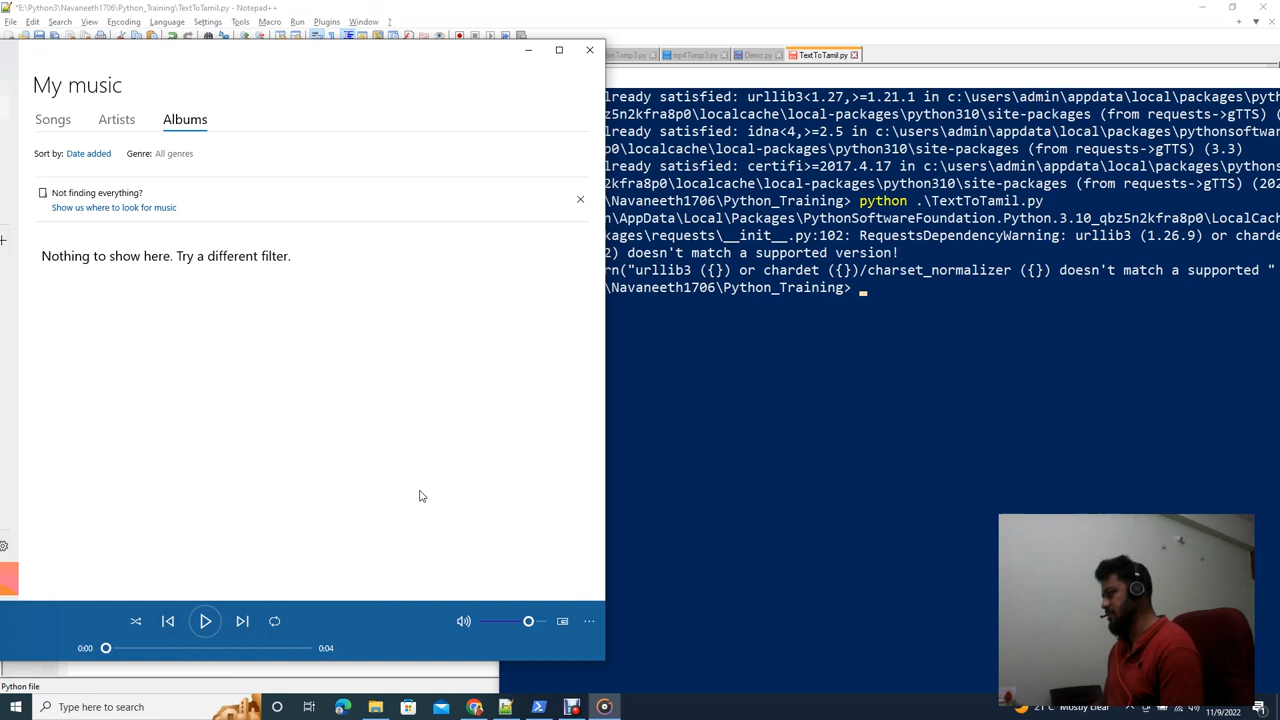 *E:\Python3\Navaneeth1706\Python_Training\TextToTamil.py - Notepad++
File Edit Search View Encoding Language Settings Tools Macro Run Plugins Window ?
mp4Tomp3.py Demo.py TextToTamil.py
My music
Songs Artists Albums
Sort by: Date added Genre: All genres
Not finding everything?
Show us where to look for music
Nothing to show here. Try a different filter.
0:00 0:04
lready satisfied: urllib3<1.27,>=1.21.1 in c:\users\admin\appdata\local\packages\pyth
bz5n2kfra8p0\localcache\local-packages\python310\site-packages (from requests->gTTS) (
lready satisfied: idna<4,>=2.5 in c:\users\admin\appdata\local\packages\pythonsoftwar
bz5n2kfra8p0\localcache\local-packages\python310\site-packages (from requests->gTTS) (3.3)
lready satisfied: certifi>=2017.4.17 in c:\users\admin\appdata\local\packages\pythons
2kfra8p0\localcache\local-packages\python310\site-packages (from requests->gTTS) (202
\Navaneeth1706\Python_Training> python .\TextToTamil.py
n\AppData\Local\Packages\PythonSoftwareFoundation.Python.3.10_qbz5n2kfra8p0\LocalCach
kages\requests\__init__.py:102: RequestsDependencyWarning: urllib3 (1.26.9) or charde
2) doesn't match a supported version!
rn("urllib3 ({}) or chardet ({})/charset_normalizer ({}) doesn't match a supported "
\Navaneeth1706\Python_Training>
Python file
Type here to search
21°C Mostly clear
11/9/2022